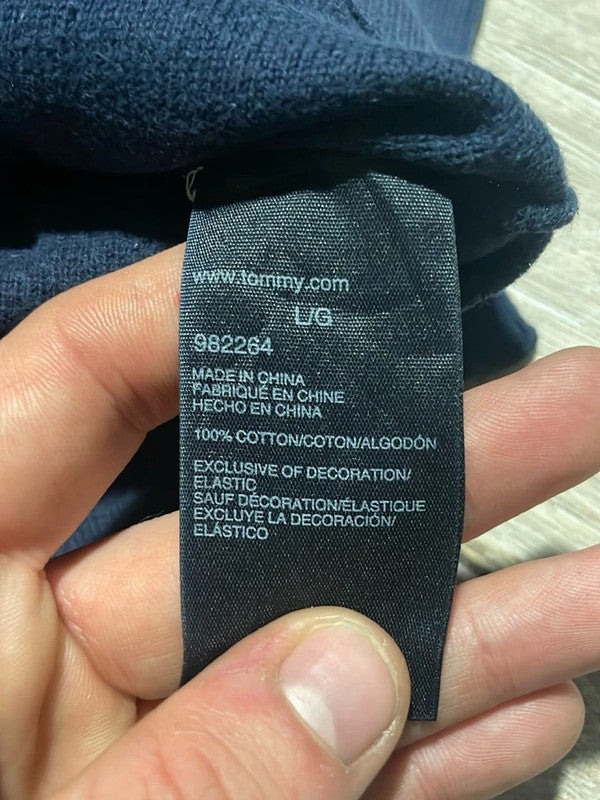 www.tommy.com
L/G
982264
MADE IN CHINA
FABRIQUÉ EN CHINE
HECHO EN CHINA
100% COTTON/COTON/ALGODÓN
EXCLUSIVE OF DECORATION/
ELASTIC
SAUF DÉCORATION/ÉLASTIQUE
EXCLUYE LA DECORACIÓN/
ELÁSTICO